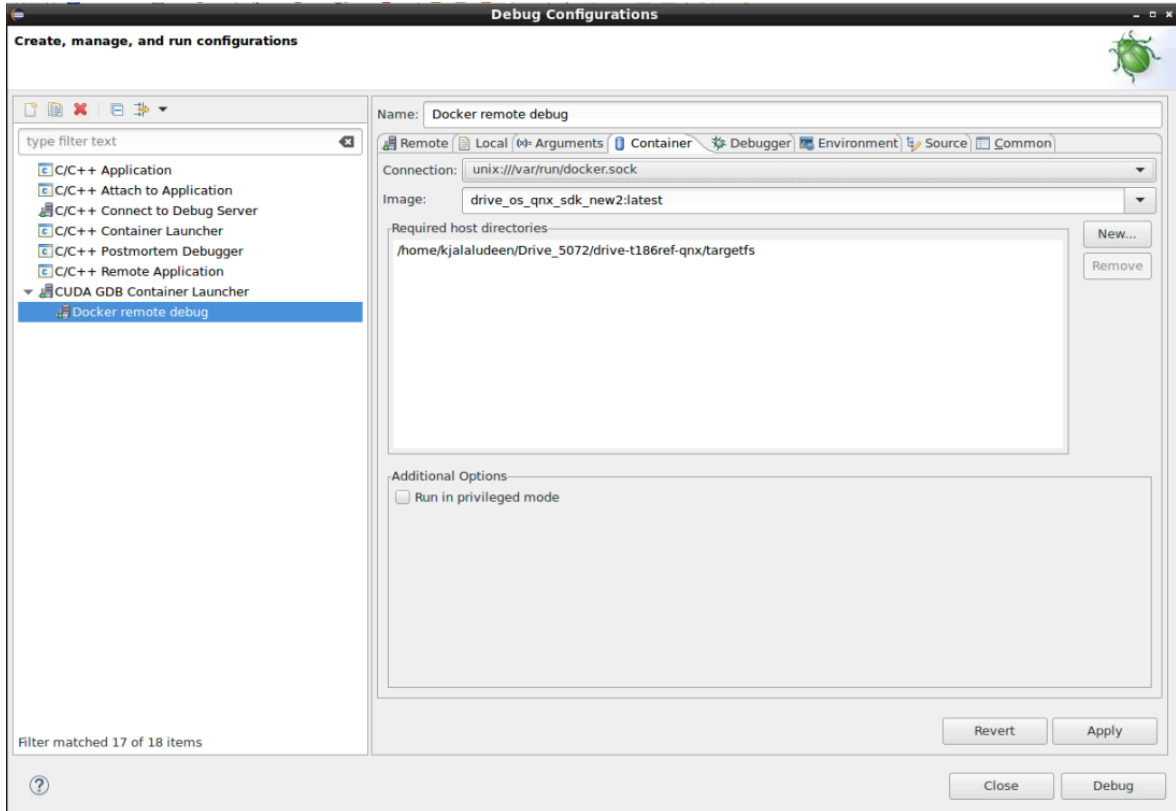 Debug Configurations
Create, manage, and run configurations
type filter text
C/C++ Application
C/C++ Attach to Application
C/C++ Connect to Debug Server
C/C++ Container Launcher
C/C++ Postmortem Debugger
C/C++ Remote Application
CUDA GDB Container Launcher
Docker remote debug
Filter matched 17 of 18 items
Name: Docker remote debug
Remote Local (x)= Arguments Container Debugger Environment Source Common
Connection: unix:///var/run/docker.sock
Image: drive_os_qnx_sdk_new2:latest
Required host directories
/home/kjalaludeen/Drive_5072/drive-t186ref-qnx/targetfs
New...
Remove
Additional Options
Run in privileged mode
Revert Apply
Close Debug